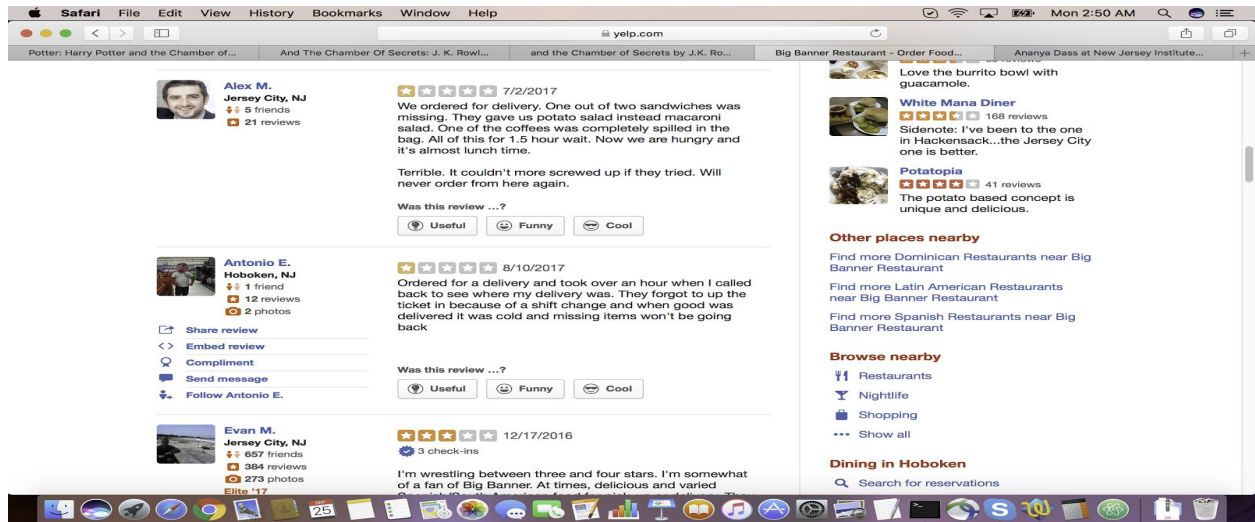 Safari File Edit View History Bookmarks Window Help Mon 2:50 AM
yelp.com
Potter: Harry Potter and the Chamber of... And The Chamber Of Secrets: J. K. Rowl... and the Chamber of Secrets by J.K. Ro... Big Banner Restaurant - Order Food... Ananya Dass at New Jersey Institute...
Alex M.
Jersey City, NJ
5 friends
21 reviews
7/2/2017
We ordered for delivery. One out of two sandwiches was
missing. They gave us potato salad instead macaroni
salad. One of the coffees was completely spilled in the
bag. All of this for 1.5 hour wait. Now we are hungry and
it's almost lunch time.
Terrible. It couldn't more screwed up if they tried. Will
never order from here again.
Was this review ...?
Useful Funny Cool
Antonio E.
Hoboken, NJ
1 friend
12 reviews
2 photos
Share review
Embed review
Compliment
Send message
Follow Antonio E.
8/10/2017
Ordered for a delivery and took over an hour when I called
back to see where my delivery was. They forgot to up the
ticket in because of a shift change and when good was
delivered it was cold and missing items won't be going
back
Was this review ...?
Useful Funny Cool
Evan M.
Jersey City, NJ
657 friends
384 reviews
273 photos
Elite '17
12/17/2016
3 check-ins
I'm wrestling between three and four stars. I'm somewhat
of a fan of Big Banner. At times, delicious and varied
Love the burrito bowl with
guacamole.
White Mana Diner
168 reviews
Sidenote: I've been to the one
in Hackensack...the Jersey City
one is better.
Potatopia
41 reviews
The potato based concept is
unique and delicious.
Other places nearby
Find more Dominican Restaurants near Big
Banner Restaurant
Find more Latin American Restaurants
near Big Banner Restaurant
Find more Spanish Restaurants near Big
Banner Restaurant
Browse nearby
Restaurants
Nightlife
Shopping
Show all
Dining in Hoboken
Search for reservations
25